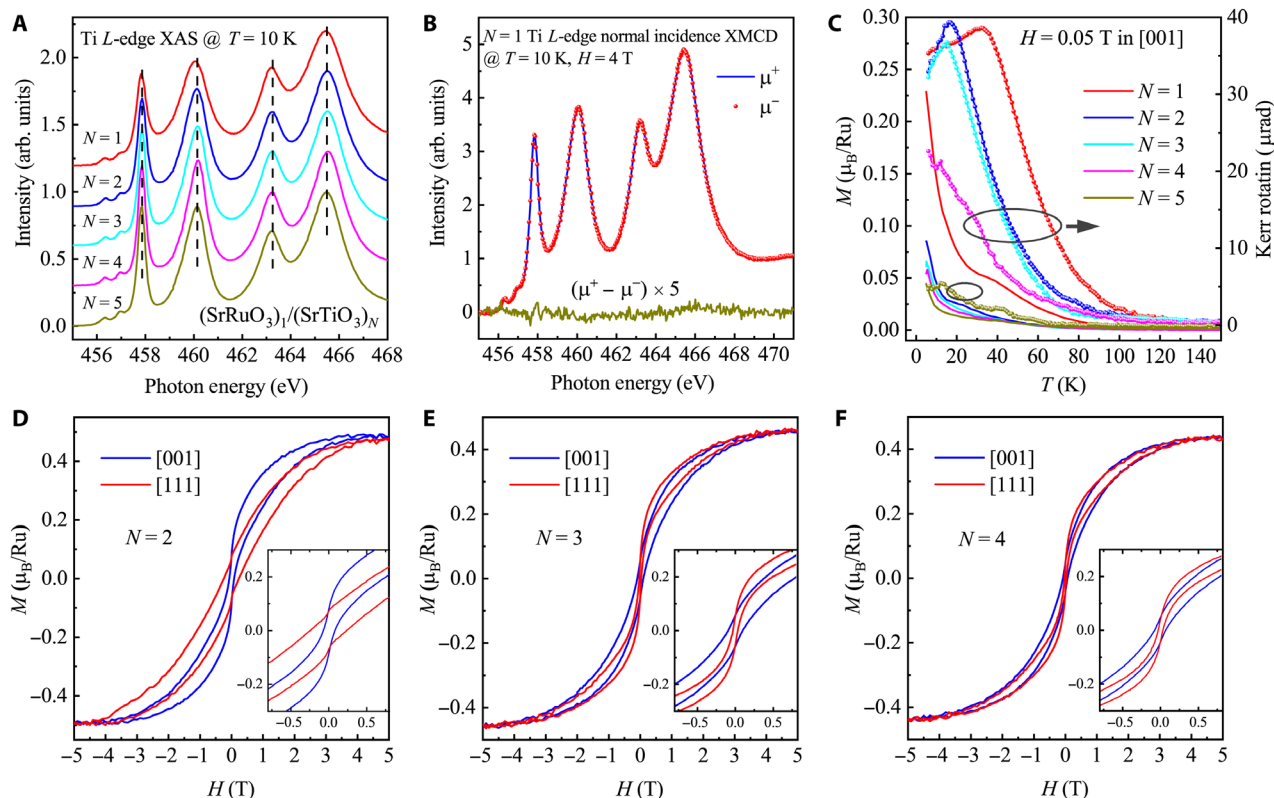 A
Ti L-edge XAS @ T = 10 K
Intensity (arb. units)
2.0
1.5
1.0
0.5
0.0
N = 1
N = 2
N = 3
N = 4
N = 5
(SrRuO3)1/(SrTiO3)N
456 458 460 462 464 466 468
Photon energy (eV)
B
N = 1 Ti L-edge normal incidence XMCD
@ T = 10 K, H = 4 T
μ+
μ−
Intensity (arb. units)
5
4
3
2
1
0
(μ+ − μ−) × 5
456 458 460 462 464 466 468 470
Photon energy (eV)
C
H = 0.05 T in [001]
N = 1
N = 2
N = 3
N = 4
N = 5
M (μB/Ru)
0.30
0.25
0.20
0.15
0.10
0.05
0.00
Kerr rotatin (μrad)
40
30
20
10
0
0 20 40 60 80 100 120 150
T (K)
D
[001]
[111]
N = 2
M (μB/Ru)
0.4
0.2
0.0
−0.2
−0.4
0.2
0.0
−0.2
−0.5 0.0 0.5
−5 −4 −3 −2 −1 0 1 2 3 4 5
H (T)
E
[001]
[111]
N = 3
M (μB/Ru)
0.4
0.2
0.0
−0.2
−0.4
0.2
0.0
−0.2
−0.5 0.0 0.5
−5 −4 −3 −2 −1 0 1 2 3 4 5
H (T)
F
[001]
[111]
N = 4
M (μB/Ru)
0.4
0.2
0.0
−0.2
−0.4
0.2
0.0
−0.2
−0.5 0.0 0.5
−5 −4 −3 −2 −1 0 1 2 3 4 5
H (T)